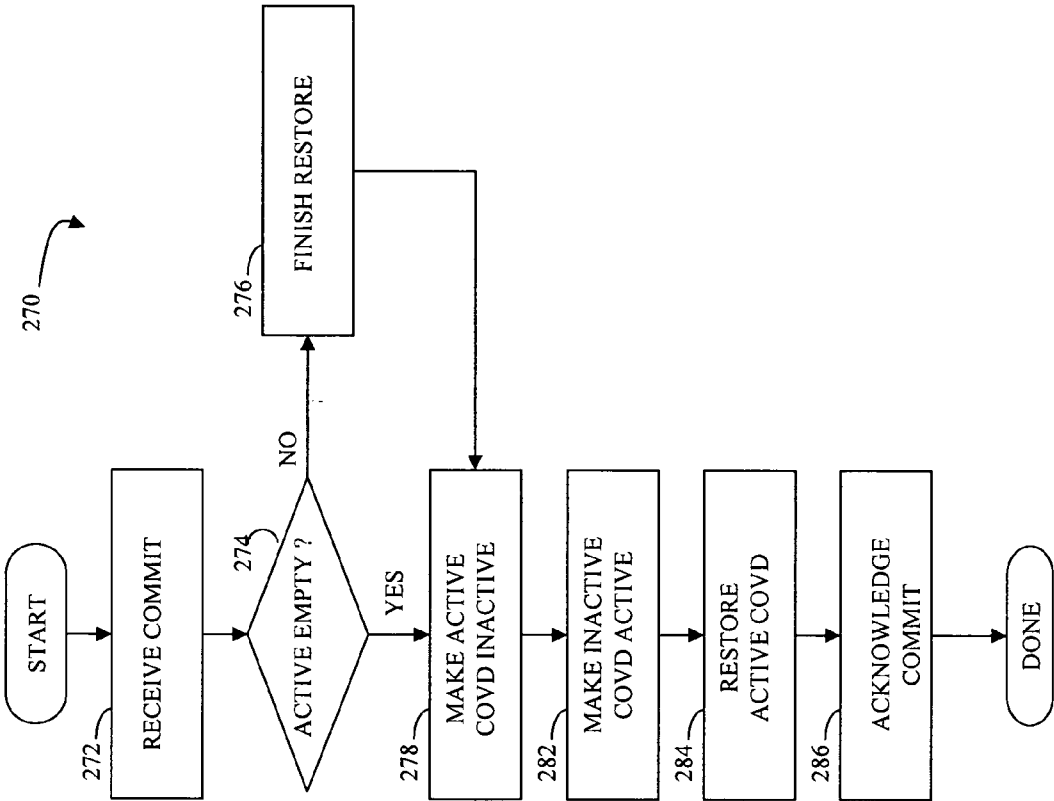 270
START
272
RECEIVE COMMIT
274
ACTIVE EMPTY ?
NO
276
FINISH RESTORE
YES
278
MAKE ACTIVE
COVD INACTIVE
282
MAKE INACTIVE
COVD ACTIVE
284
RESTORE
ACTIVE COVD
286
ACKNOWLEDGE
COMMIT
DONE